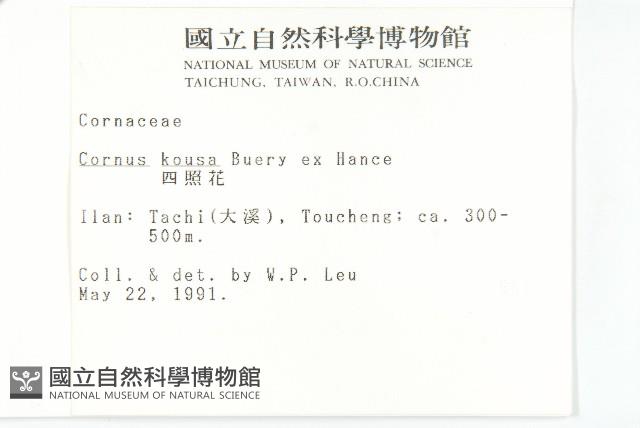 國立自然科學博物館
NATIONAL MUSEUM OF NATURAL SCIENCE
TAICHUNG, TAIWAN, R.O.CHINA
Cornaceae
Cornus kousa Buery ex Hance
四照花
Ilan: Tachi(大溪), Toucheng; ca. 300-
500m.
Coll. & det. by W.P. Leu
May 22, 1991.
國立自然科學博物館
NATIONAL MUSEUM OF NATURAL SCIENCE